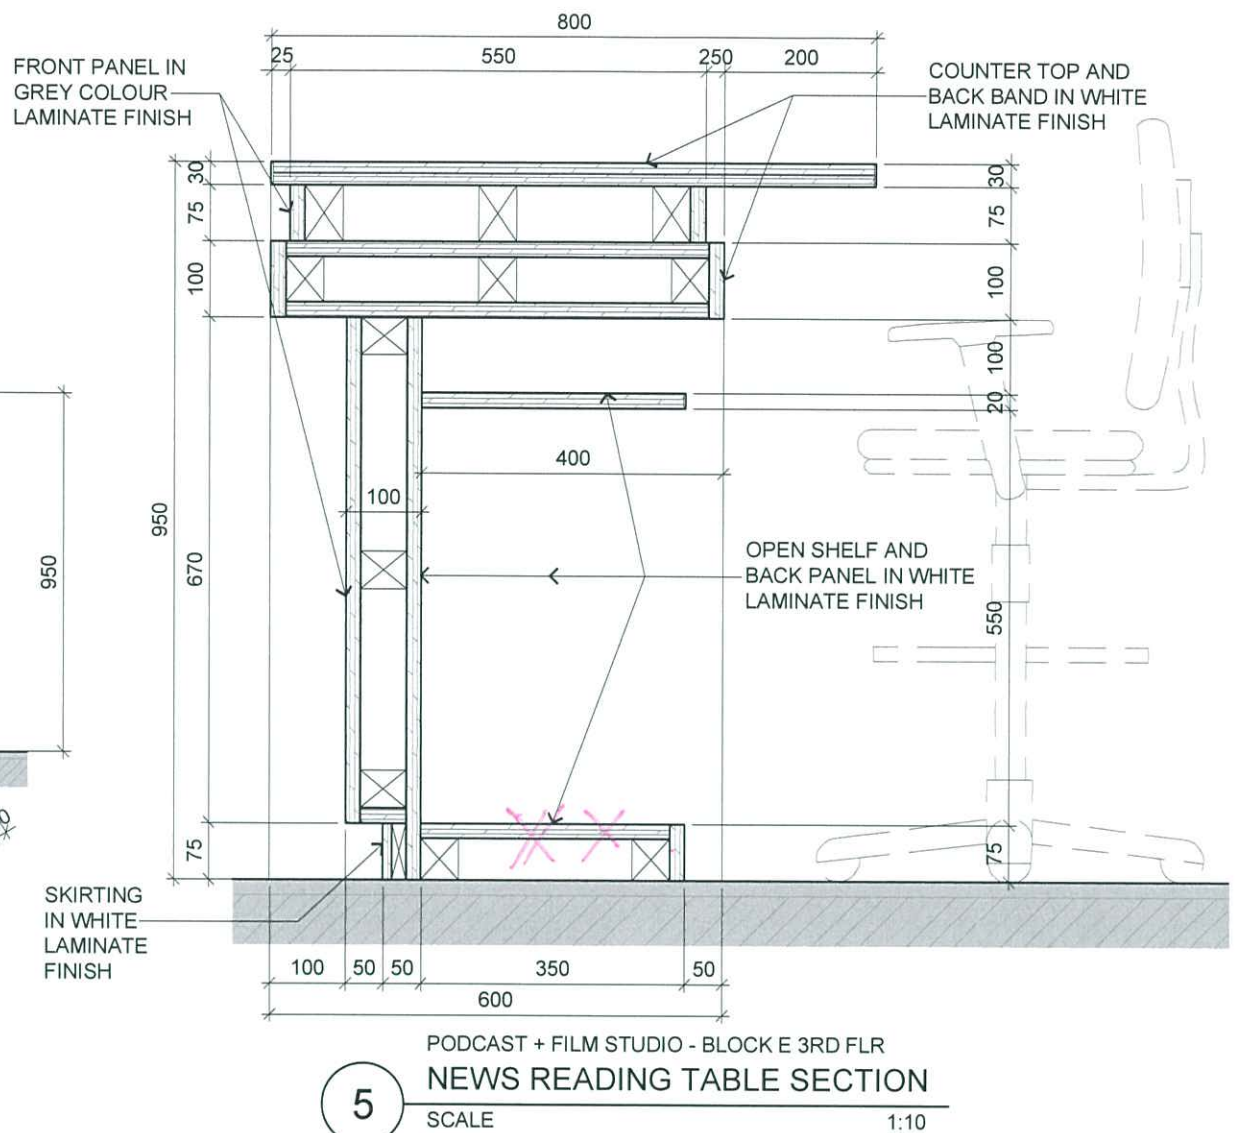 800
25
550
250
200
FRONT PANEL IN
GREY COLOUR
LAMINATE FINISH
COUNTER TOP AND
BACK BAND IN WHITE
LAMINATE FINISH
30
75
100
30
75
100
100
20
400
100
950
950
670
550
OPEN SHELF AND
BACK PANEL IN WHITE
LAMINATE FINISH
75
75
SKIRTING
IN WHITE
LAMINATE
FINISH
100
50
50
350
50
600
PODCAST + FILM STUDIO - BLOCK E 3RD FLR
5
NEWS READING TABLE SECTION
SCALE
1:10